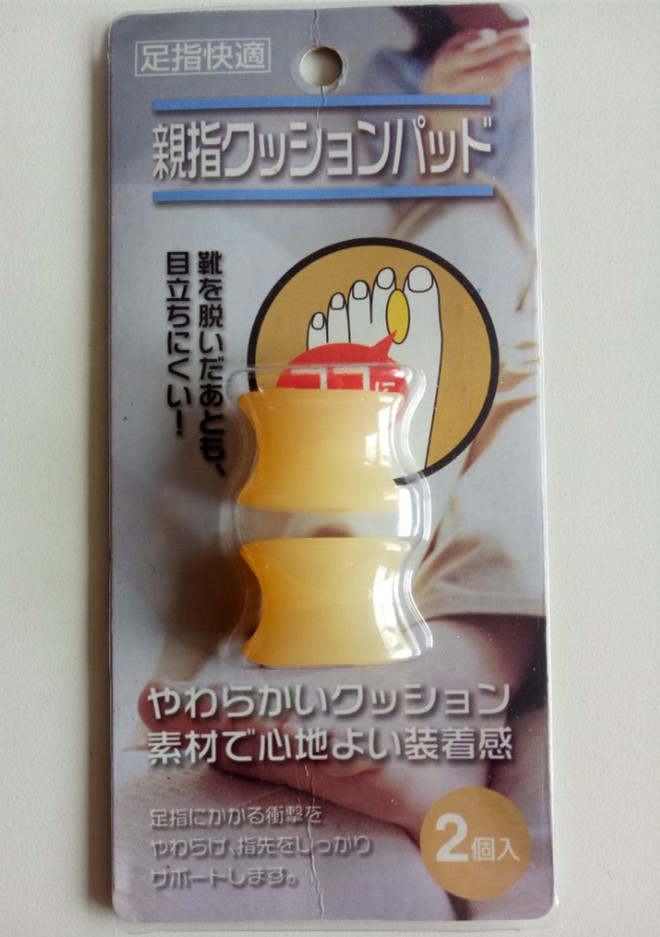 足指快適
親指クッションパッド
靴を脱いだあとも、
目立ちにくい！
ココに
やわらかいクッション
素材で心地よい装着感
足指にかかる衝撃を
やわらげ、指先をしっかり
サポートします。
2個入